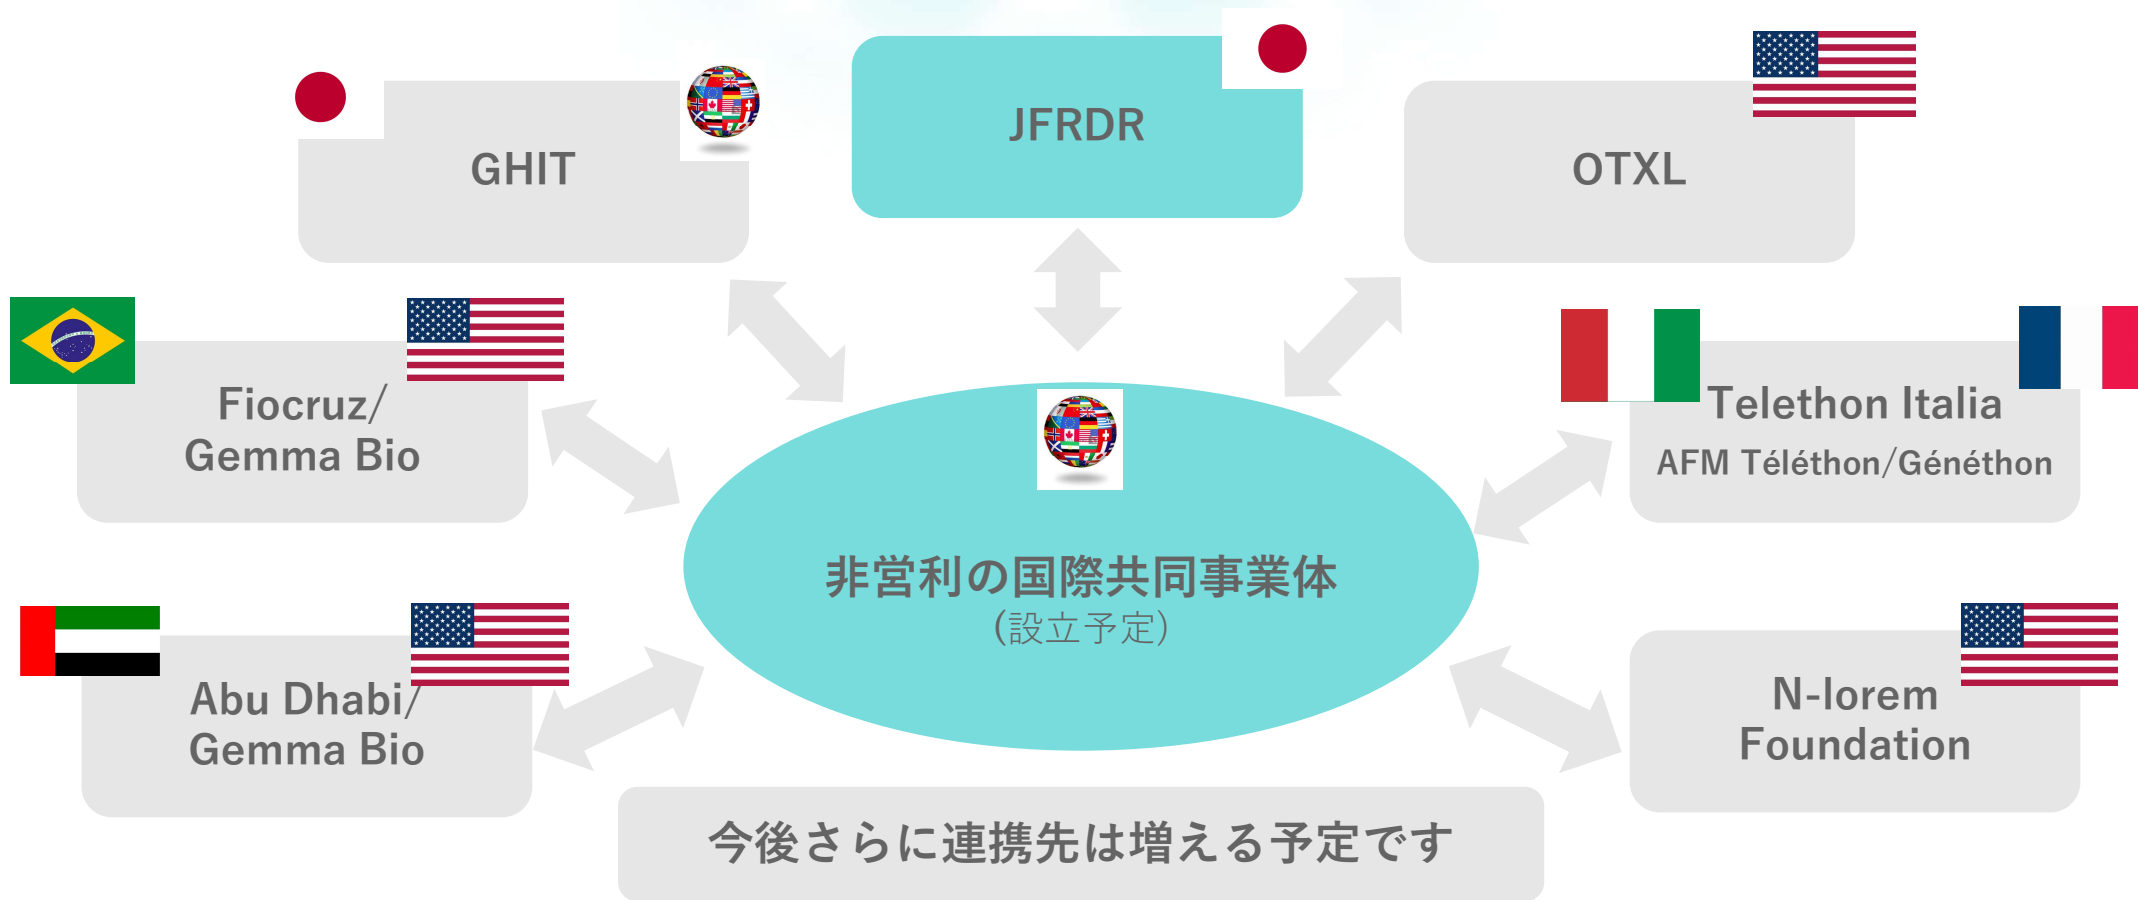 JFRDR
GHIT
OTXL
Fiocruz/
Gemma Bio
Telethon Italia
AFM Téléthon/Généthon
非営利の国際共同事業体
(設立予定)
Abu Dhabi/
Gemma Bio
N-lorem
Foundation
今後さらに連携先は増える予定です